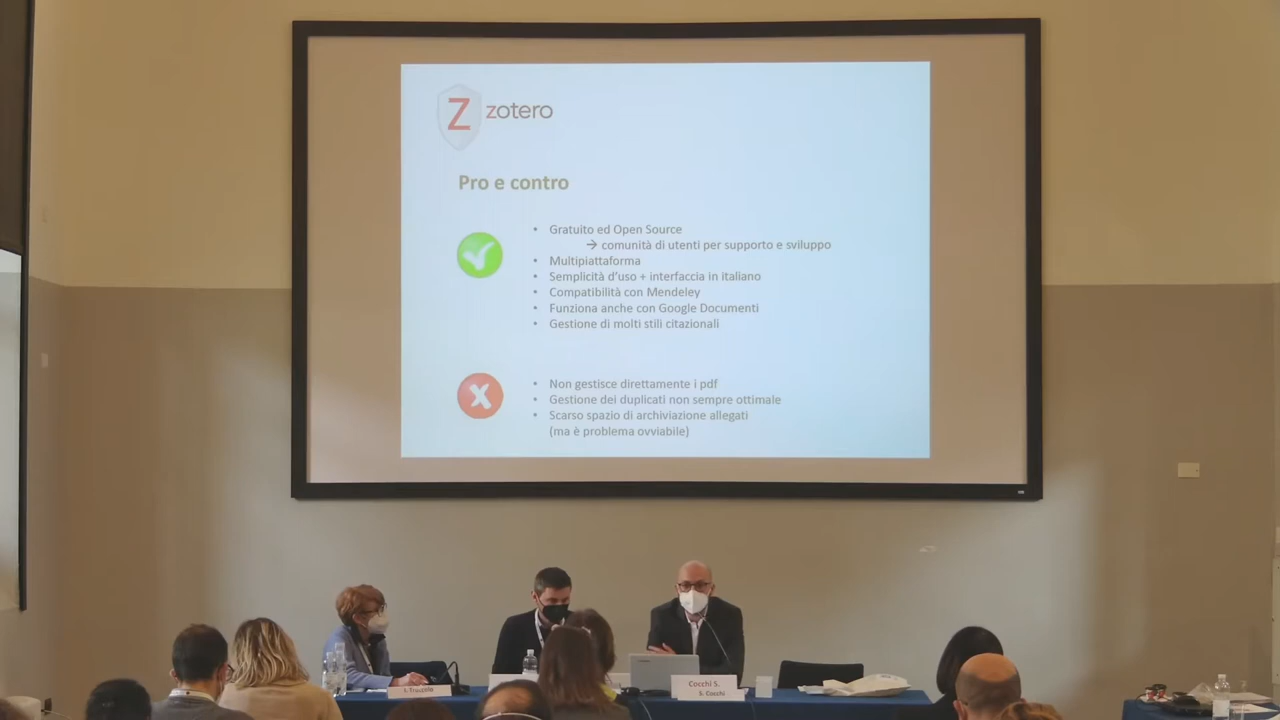 Z zotero
Pro e contro
• Gratuito ed Open Source
→ comunità di utenti per supporto e sviluppo
• Multipiattaforma
• Semplicità d'uso + interfaccia in italiano
• Compatibilità con Mendeley
• Funziona anche con Google Documenti
• Gestione di molti stili citazionali
• Non gestisce direttamente i pdf
• Gestione dei duplicati non sempre ottimale
• Scarso spazio di archiviazione allegati
(ma è problema ovviabile)
Cocchi S.
S. Cocchi